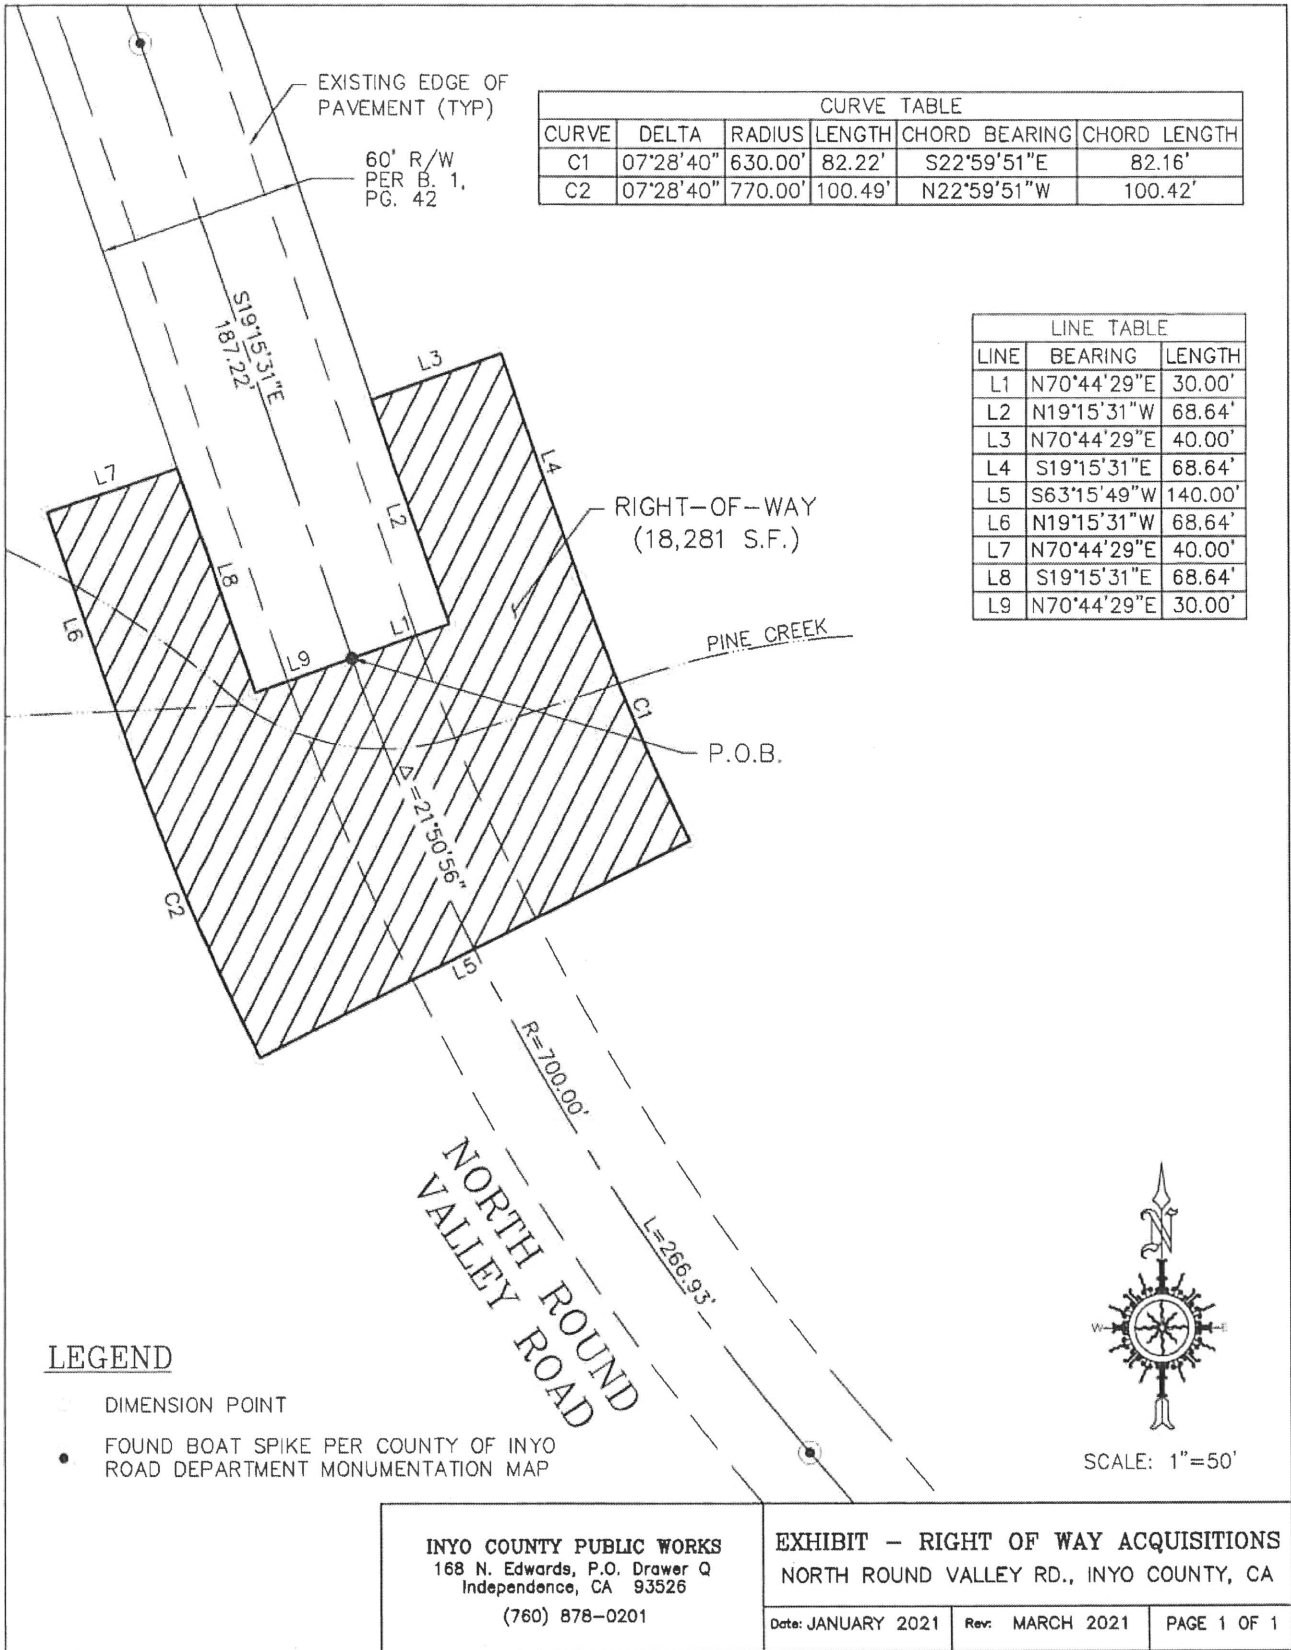 EXISTING EDGE OF
PAVEMENT (TYP)
60' R/W
PER B. 1,
PG. 42
CURVE TABLE
CURVE DELTA RADIUS LENGTH CHORD BEARING CHORD LENGTH
C1 07°28'40" 630.00' 82.22' S22°59'51"E 82.16'
C2 07°28'40" 770.00' 100.49' N22°59'51"W 100.42'
LINE TABLE
LINE BEARING LENGTH
L1 N70°44'29"E 30.00'
L2 N19°15'31"W 68.64'
L3 N70°44'29"E 40.00'
L4 S19°15'31"E 68.64'
L5 S63°15'49"W 140.00'
L6 N19°15'31"W 68.64'
L7 N70°44'29"E 40.00'
L8 S19°15'31"E 68.64'
L9 N70°44'29"E 30.00'
S19°15'31"E
187.22'
L3
L7
L4
L2
RIGHT-OF-WAY
(18,281 S.F.)
L8
L6
L1
L9
PINE CREEK
C1
P.O.B.
Δ=21°50'56"
C2
L5
R=700.00'
L=266.93'
NORTH ROUND
VALLEY ROAD
N
W
E
SCALE: 1"=50'
LEGEND
DIMENSION POINT
FOUND BOAT SPIKE PER COUNTY OF INYO
ROAD DEPARTMENT MONUMENTATION MAP
INYO COUNTY PUBLIC WORKS
168 N. Edwards, P.O. Drawer Q
Independence, CA 93526
(760) 878-0201
EXHIBIT - RIGHT OF WAY ACQUISITIONS
NORTH ROUND VALLEY RD., INYO COUNTY, CA
Date: JANUARY 2021
Rev: MARCH 2021
PAGE 1 OF 1